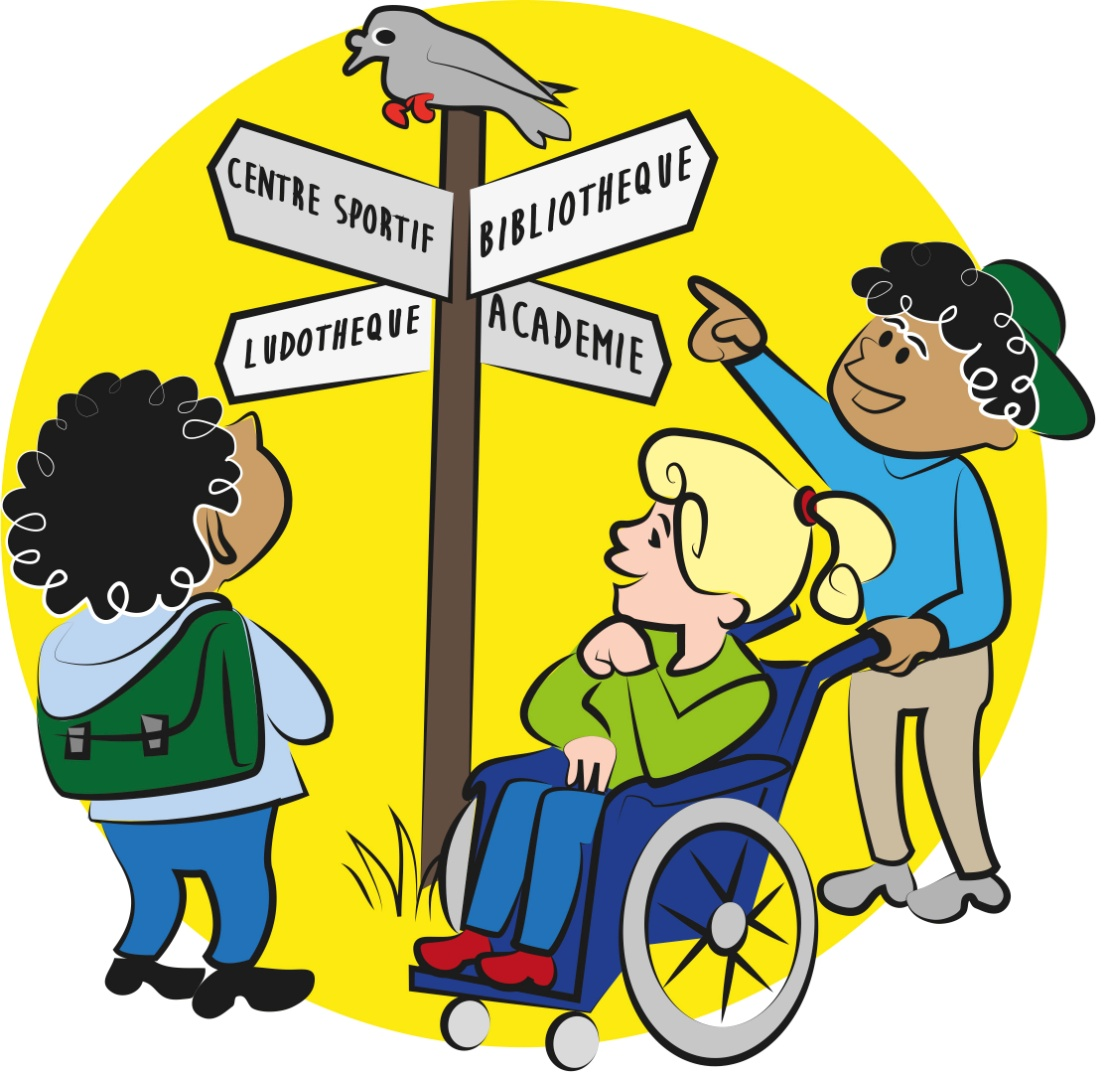 CENTRE SPORTIF
BIBLIOTHEQUE
LUDOTHEQUE
ACADEMIE